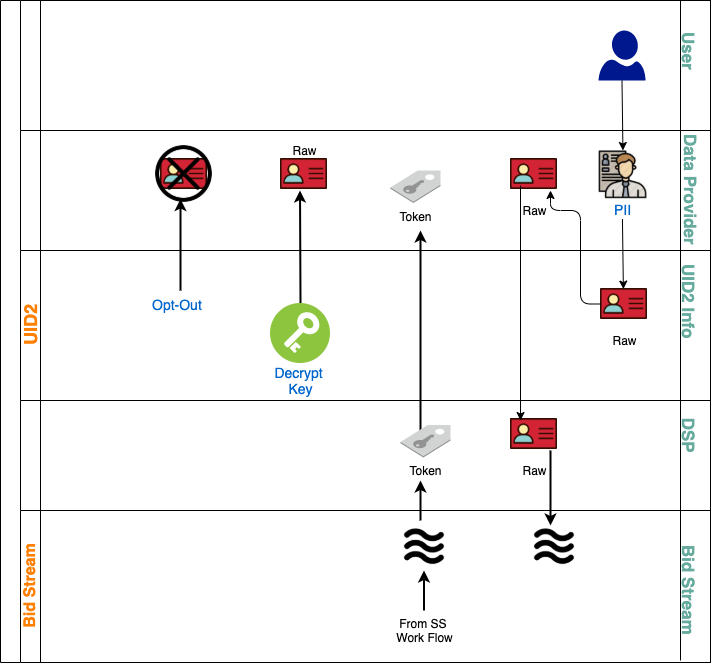 User
Raw
Token
Raw
PII
Data Provider
Opt-Out
Decrypt
Key
Raw
UID2
UID2 Info
Token
Raw
DSP
From SS
Work Flow
Bid Stream
Bid Stream